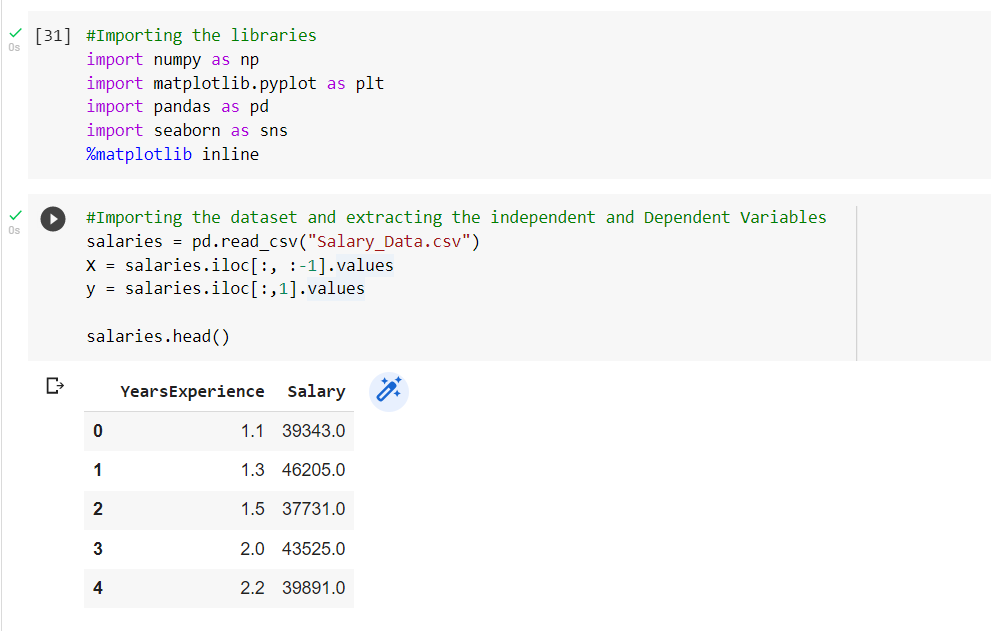 [31] #Importing the libraries
import numpy as np
import matplotlib.pyplot as plt
import pandas as pd
import seaborn as sns
%matplotlib inline
0s
#Importing the dataset and extracting the independent and Dependent Variables
salaries = pd.read_csv("Salary_Data.csv")
X = salaries.iloc[:, :-1].values
y = salaries.iloc[:,1].values
salaries.head()
0s
YearsExperience Salary
0 1.1 39343.0
1 1.3 46205.0
2 1.5 37731.0
3 2.0 43525.0
4 2.2 39891.0